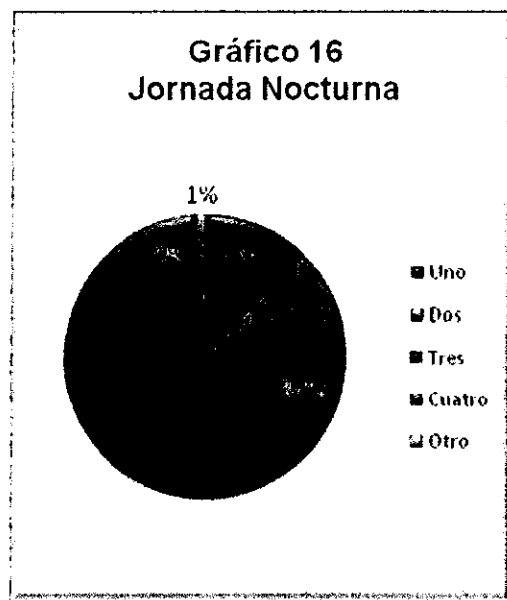 Gráfico 16
Jornada Nocturna
1%
Uno
Dos
Tres
Cuatro
Otro